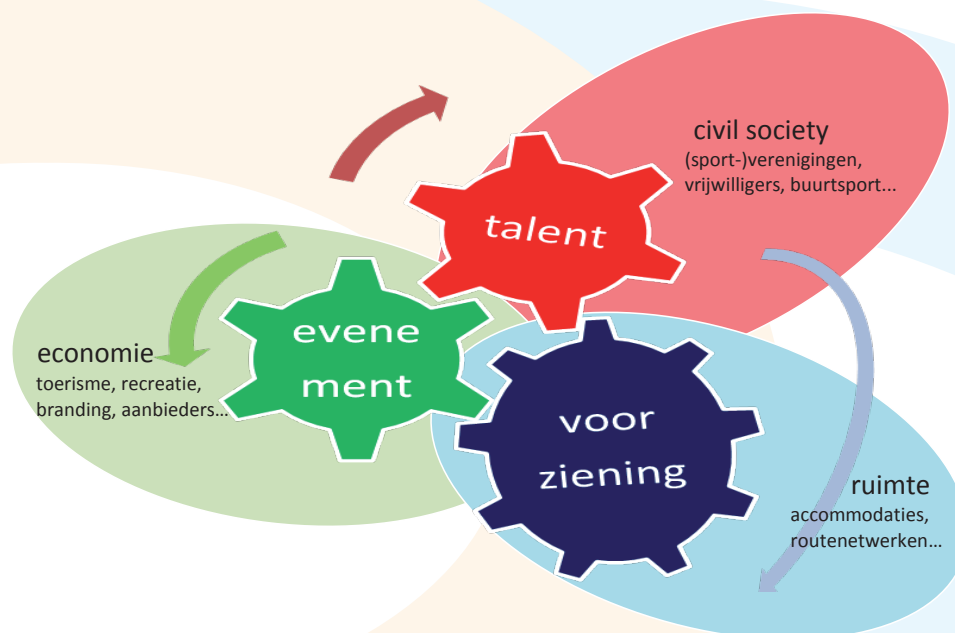 civil society
(sport-)verenigingen,
vrijwilligers, buurtsport...
talent
economie
toerisme, recreatie,
branding, aanbieders...
evene
ment
voor
ziening
ruimte
accommodaties,
routenetwerken...